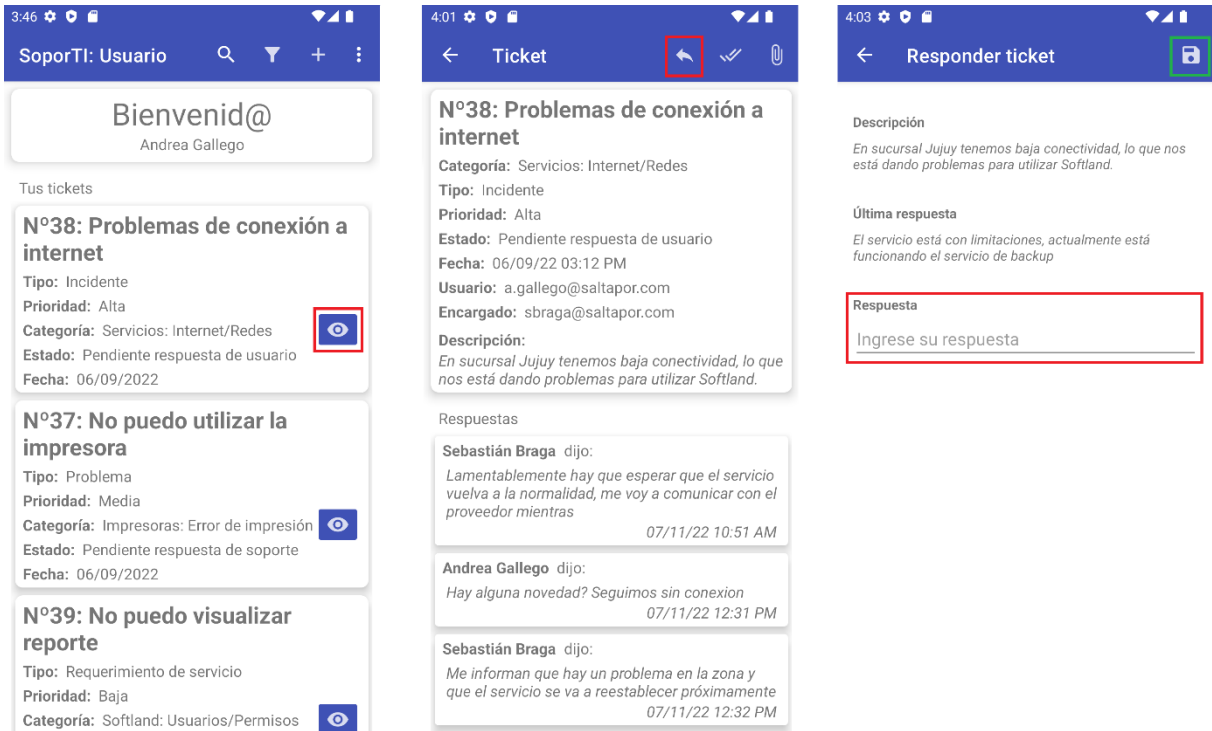 3:46
SoporTI: Usuario
Bienvenid@
Andrea Gallego
Tus tickets
Nº38: Problemas de conexión a
internet
Tipo: Incidente
Prioridad: Alta
Categoría: Servicios: Internet/Redes
Estado: Pendiente respuesta de usuario
Fecha: 06/09/2022
Nº37: No puedo utilizar la
impresora
Tipo: Problema
Prioridad: Media
Categoría: Impresoras: Error de impresión
Estado: Pendiente respuesta de soporte
Fecha: 06/09/2022
Nº39: No puedo visualizar
reporte
Tipo: Requerimiento de servicio
Prioridad: Baja
Categoría: Softland: Usuarios/Permisos
4:01
Ticket
Nº38: Problemas de conexión a
internet
Categoría: Servicios: Internet/Redes
Tipo: Incidente
Prioridad: Alta
Estado: Pendiente respuesta de usuario
Fecha: 06/09/22 03:12 PM
Usuario: a.gallego@saltapor.com
Encargado: sbraga@saltapor.com
Descripción:
En sucursal Jujuy tenemos baja conectividad, lo que
nos está dando problemas para utilizar Softland.
Respuestas
Sebastián Braga dijo:
Lamentablemente hay que esperar que el servicio
vuelva a la normalidad, me voy a comunicar con el
proveedor mientras
07/11/22 10:51 AM
Andrea Gallego dijo:
Hay alguna novedad? Seguimos sin conexion
07/11/22 12:31 PM
Sebastián Braga dijo:
Me informan que hay un problema en la zona y
que el servicio se va a reestablecer próximamente
07/11/22 12:32 PM
4:03
Responder ticket
Descripción
En sucursal Jujuy tenemos baja conectividad, lo que nos
está dando problemas para utilizar Softland.
Última respuesta
El servicio está con limitaciones, actualmente está
funcionando el servicio de backup
Respuesta
Ingrese su respuesta